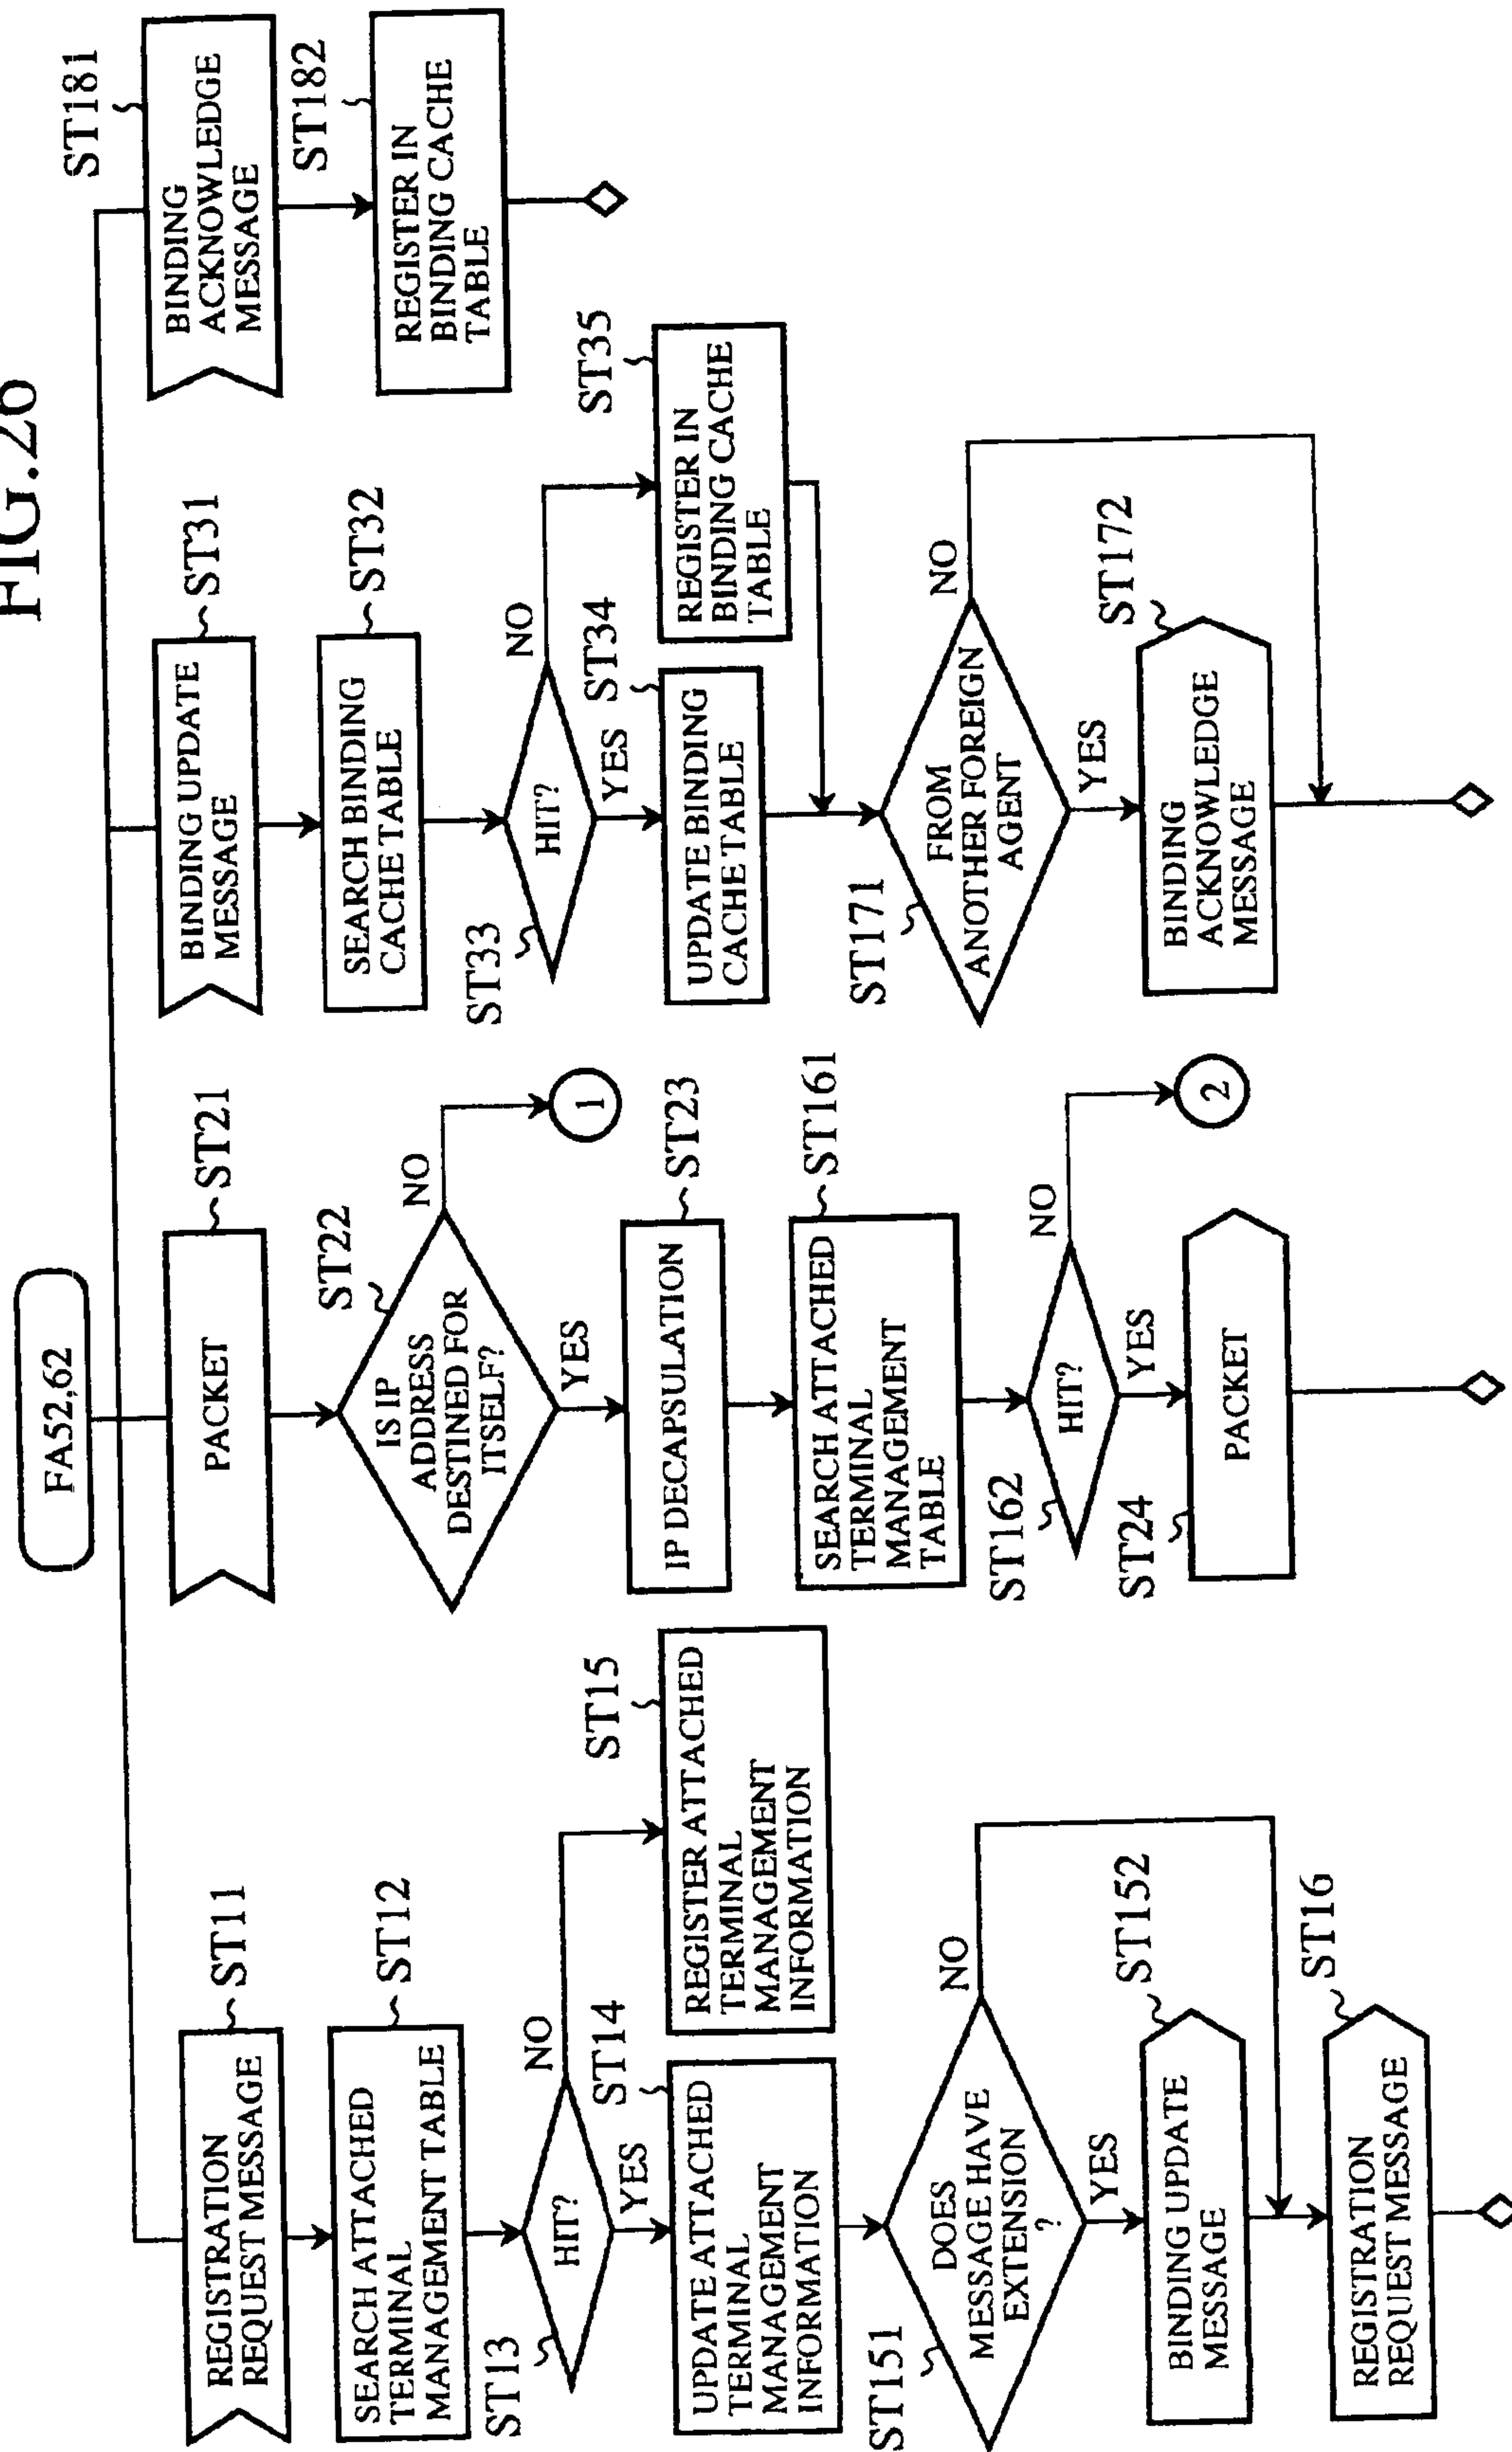 FIG.26
FA52,62
ST11
REGISTRATION
REQUEST MESSAGE
ST12
SEARCH ATTACHED
TERMINAL
MANAGEMENT TABLE
ST13
HIT?
NO
YES
ST14
UPDATE ATTACHED
TERMINAL
MANAGEMENT
INFORMATION
ST15
REGISTER ATTACHED
TERMINAL
MANAGEMENT
INFORMATION
ST151
DOES
MESSAGE HAVE
EXTENSION
?
NO
YES
ST152
BINDING UPDATE
MESSAGE
ST16
REGISTRATION
REQUEST MESSAGE
ST21
PACKET
ST22
IS IP
ADDRESS
DESTINED FOR
ITSELF?
NO
1
YES
ST23
IP DECAPSULATION
ST161
SEARCH ATTACHED
TERMINAL
MANAGEMENT
TABLE
ST162
HIT?
NO
2
YES
ST24
PACKET
ST31
BINDING UPDATE
MESSAGE
ST32
SEARCH BINDING
CACHE TABLE
ST33
HIT?
NO
YES
ST34
UPDATE BINDING
CACHE TABLE
ST35
REGISTER IN
BINDING CACHE
TABLE
ST171
FROM
ANOTHER FOREIGN
AGENT
NO
YES
ST172
BINDING
ACKNOWLEDGE
MESSAGE
ST181
BINDING
ACKNOWLEDGE
MESSAGE
ST182
REGISTER IN
BINDING CACHE
TABLE